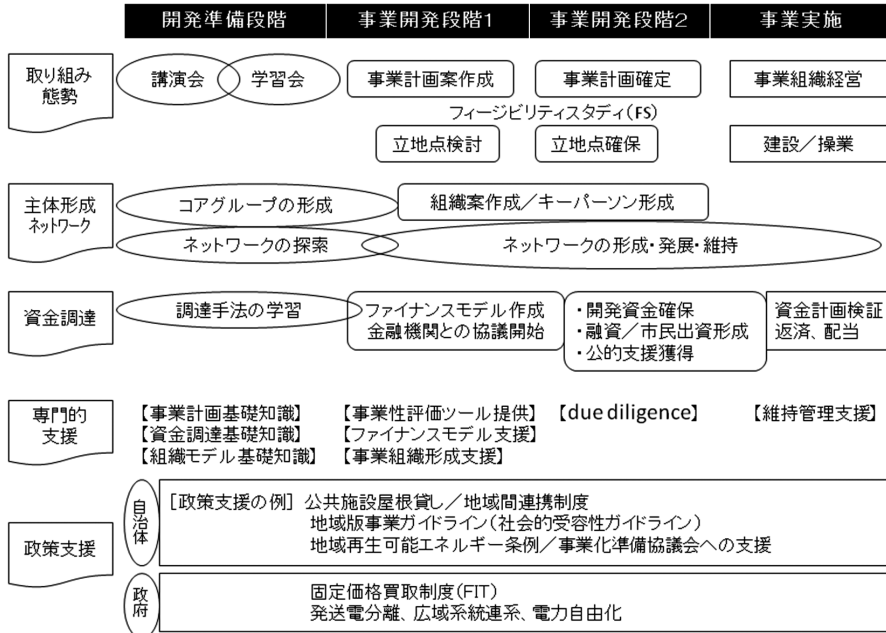 開発準備段階
事業開発段階1
事業開発段階2
事業実施
取り組み
態勢
講演会
学習会
事業計画案作成
事業計画確定
事業組織経営
フィージビリティスタディ(FS)
立地点検討
立地点確保
建設／操業
主体形成
ネットワーク
コアグループの形成
組織案作成／キーパーソン形成
ネットワークの探索
ネットワークの形成・発展・維持
資金調達
調達手法の学習
ファイナンスモデル作成
金融機関との協議開始
・開発資金確保
・融資／市民出資形成
・公的支援獲得
資金計画検証
返済、配当
専門的
支援
【事業計画基礎知識】
【資金調達基礎知識】
【組織モデル基礎知識】
【事業性評価ツール提供】
【ファイナンスモデル支援】
【事業組織形成支援】
【due diligence】
【維持管理支援】
政策支援
自治体
［政策支援の例］ 公共施設屋根貸し／地域間連携制度
地域版事業ガイドライン(社会的受容性ガイドライン)
地域再生可能エネルギー条例／事業化準備協議会への支援
政府
固定価格買取制度(FIT)
発送電分離、広域系統連系、電力自由化